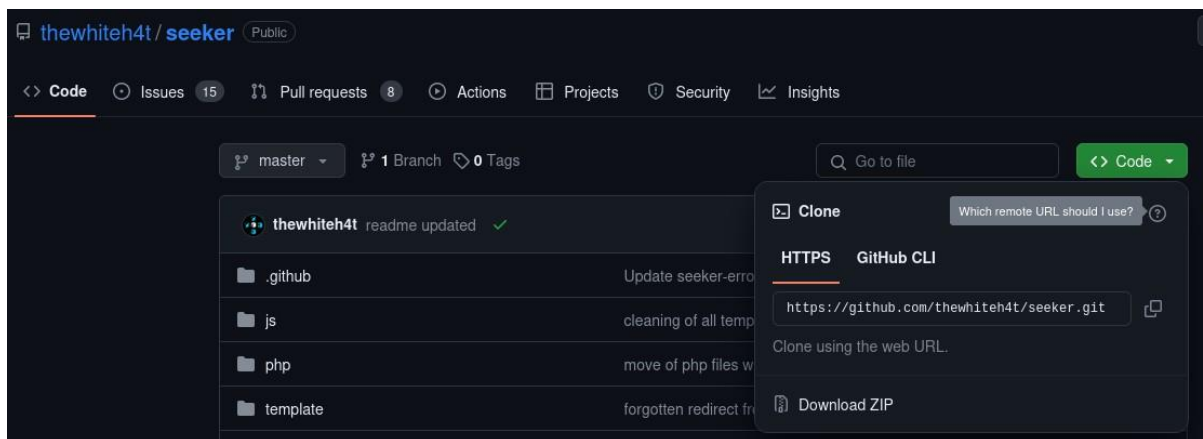 thewhiteh4t/seeker Public
Code Issues 15 Pull requests 8 Actions Projects Security Insights
master 1 Branch 0 Tags Go to file Code
thewhiteh4t readme updated
Clone Which remote URL should I use?
HTTPS GitHub CLI
.github Update seeker-erro
https://github.com/thewhiteh4t/seeker.git
js cleaning of all temp
Clone using the web URL.
php move of php files w
template forgotten redirect fr
Download ZIP